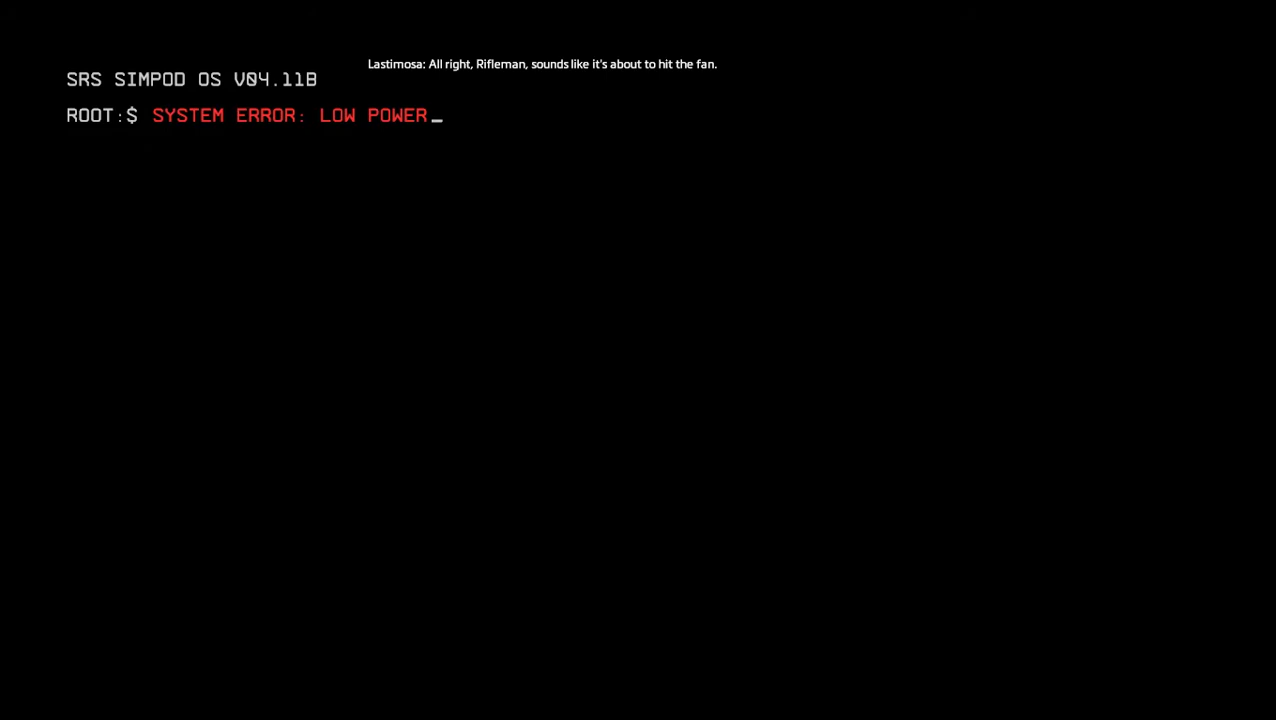 Lastimosa: All right, Rifleman, sounds like it's about to hit the fan.
SRS SIMPOD OS V04.11B
ROOT:$ SYSTEM ERROR: LOW POWER_